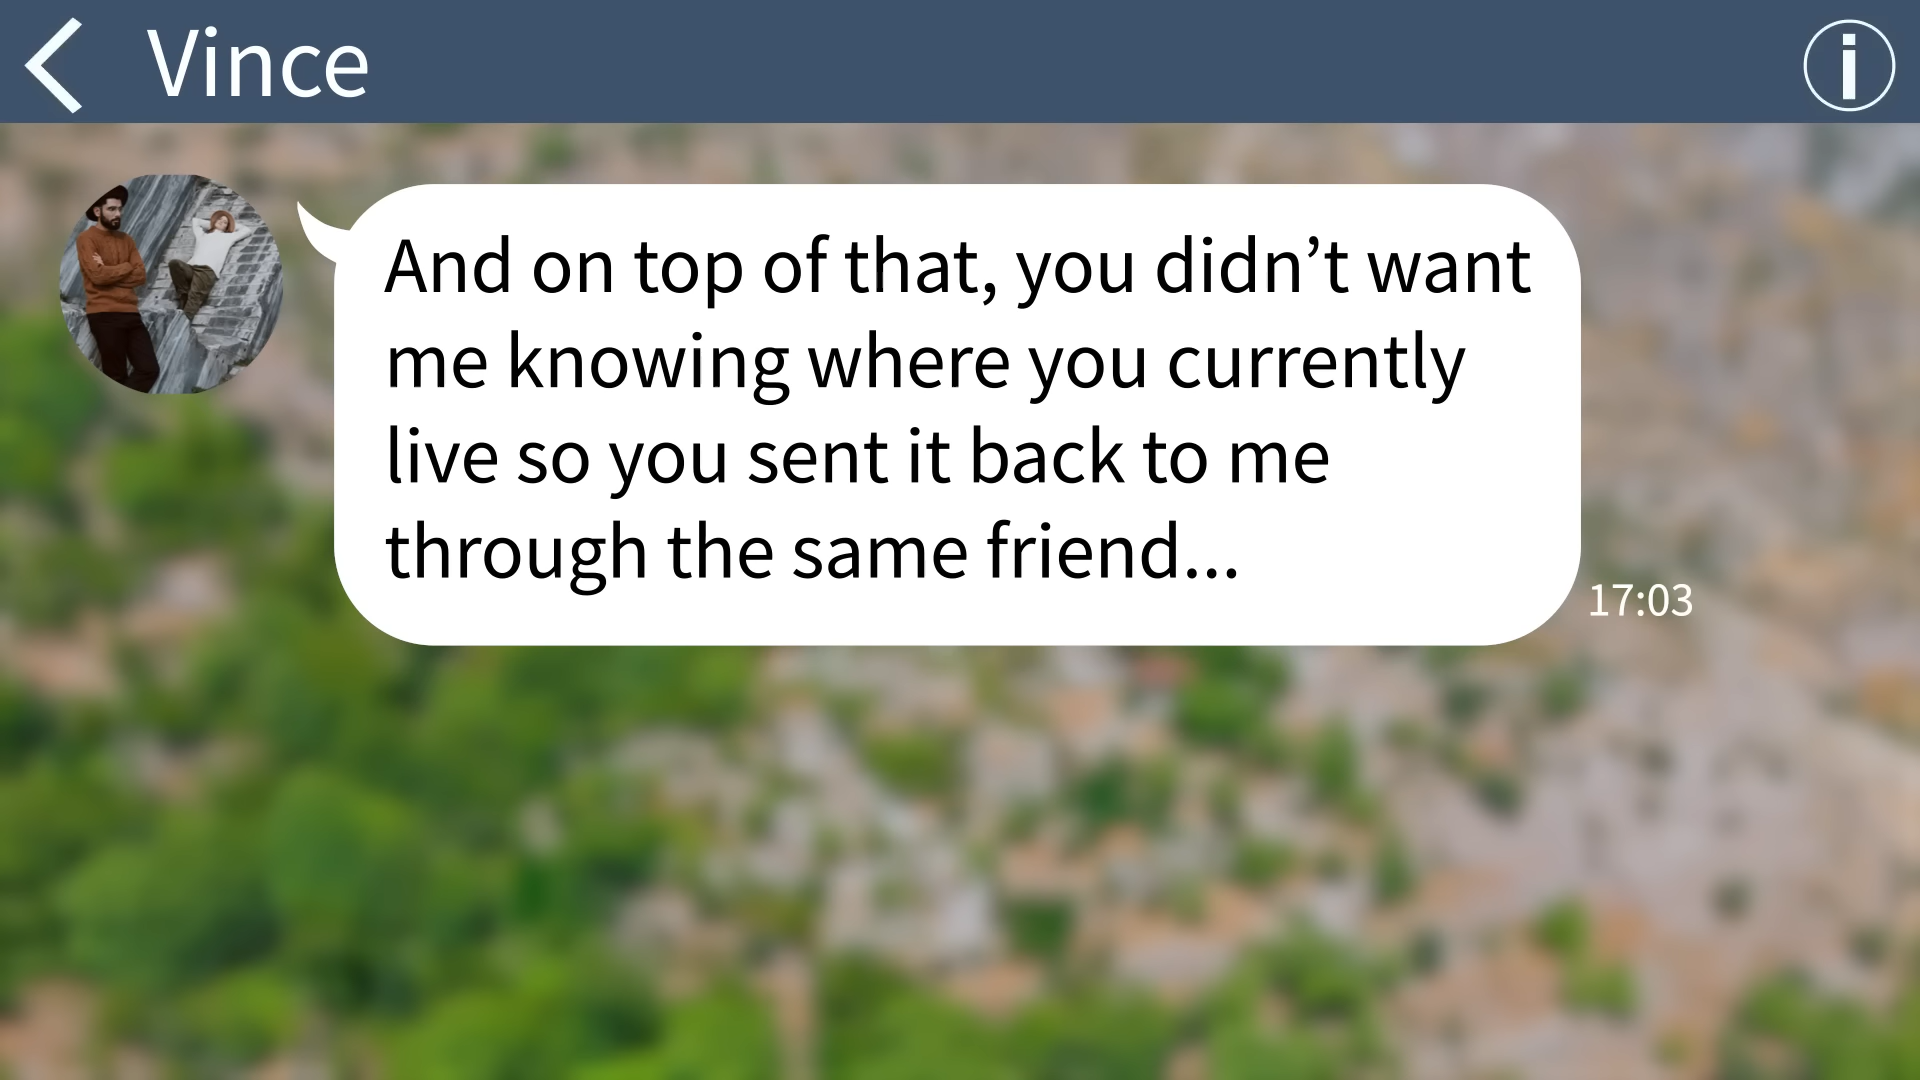 Vince
And on top of that, you didn’t want
me knowing where you currently
live so you sent it back to me
through the same friend...
17:03